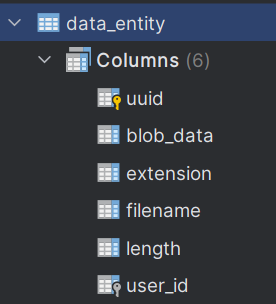 data_entity
Columns (6)
uuid
blob_data
extension
filename
length
user_id